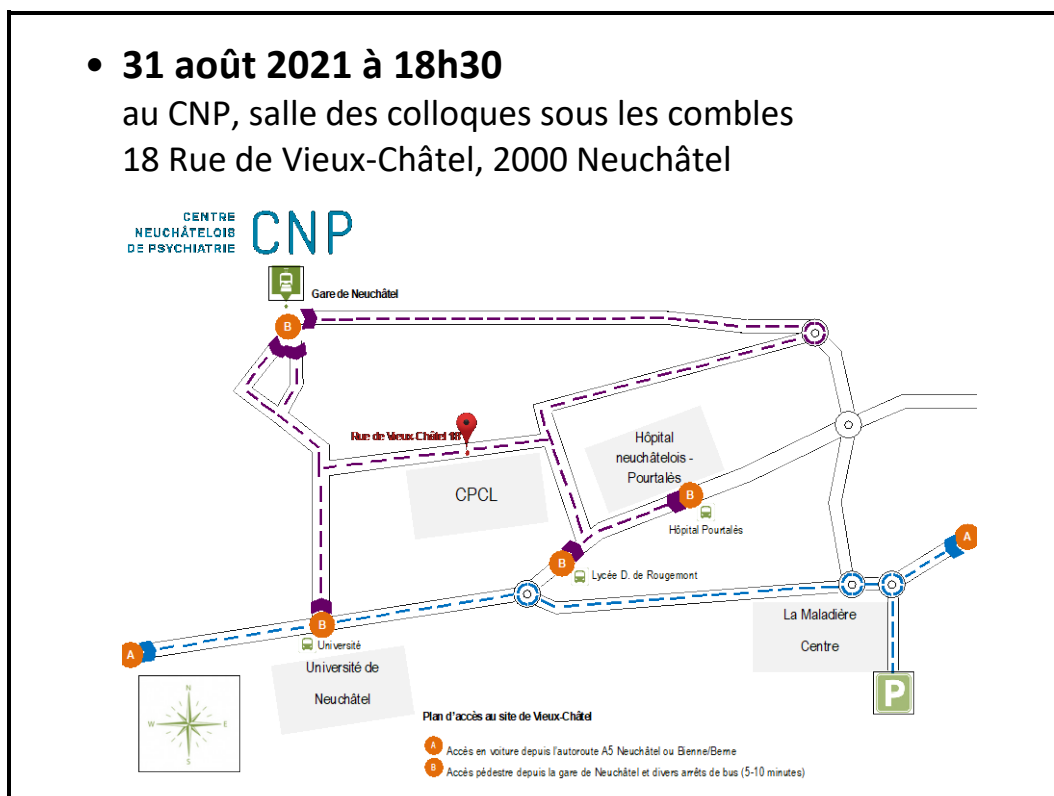 • 31 août 2021 à 18h30
au CNP, salle des colloques sous les combles
18 Rue de Vieux-Châtel, 2000 Neuchâtel
CENTRE
NEUCHÂTELOIS
DE PSYCHIATRIE
CNP
Gare de Neuchâtel
B
Rue de Vieux-Châtel 18
Hôpital
neuchâtelois -
Pourtalès
CPCL
B
Hôpital Pourtalès
A
B
Lycée D. de Rougemont
La Maladière
Centre
B
Université
A
Université de
Neuchâtel
P
N
W
E
S
Plan d'accès au site de Vieux-Châtel
A Accès en voiture depuis l'autoroute A5 Neuchâtel ou Bienne/Berne
B Accès pédestre depuis la gare de Neuchâtel et divers arrêts de bus (5-10 minutes)